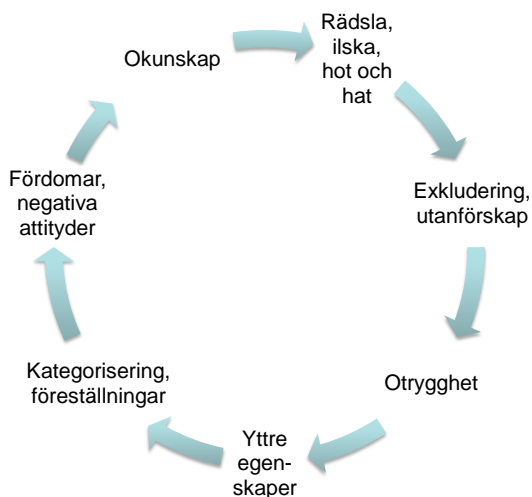 Okunskap
Rädsla,
ilska,
hot och
hat
Exkludering,
utanförskap
Otrygghet
Yttre
egen-
skaper
Kategorisering,
föreställningar
Fördomar,
negativa
attityder